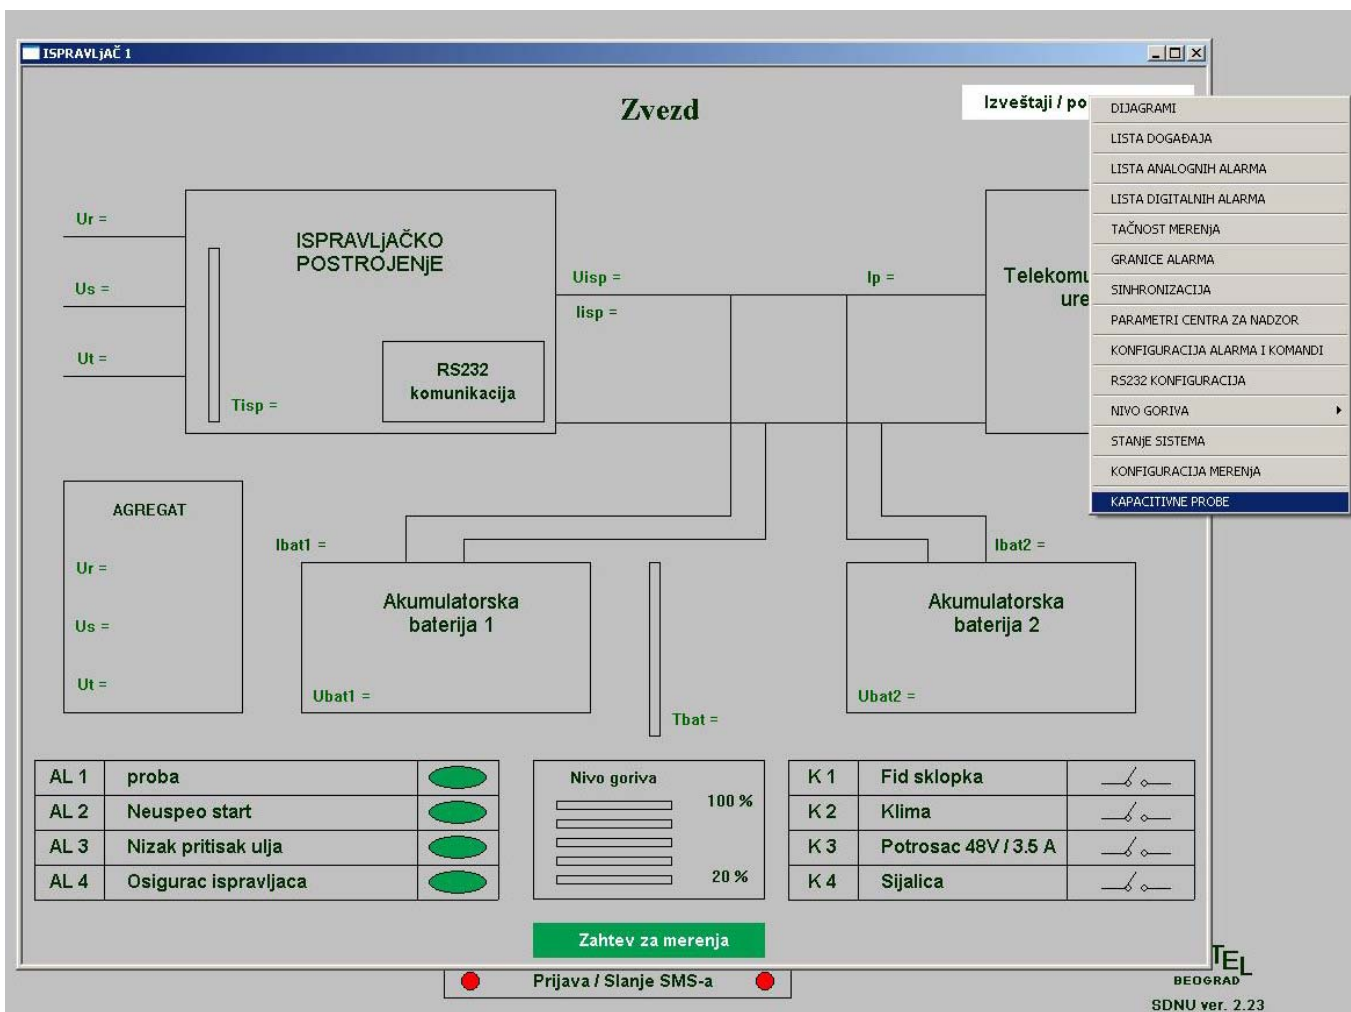 ISPRAVLjAČ 1
Zvezd
Izveštaji / po
DIJAGRAMI
LISTA DOGAĐAJA
LISTA ANALOGNIH ALARMA
LISTA DIGITALNIH ALARMA
TAČNOST MERENjA
GRANICE ALARMA
SINHRONIZACIJA
PARAMETRI CENTRA ZA NADZOR
KONFIGURACIJA ALARMA I KOMANDI
RS232 KONFIGURACIJA
NIVO GORIVA
STANjE SISTEMA
KONFIGURACIJA MERENjA
KAPACITIVNE PROBE
Ur =
Us =
Ut =
ISPRAVLjAČKO
POSTROJENjE
Tisp =
RS232
komunikacija
Uisp =
Iisp =
Ip =
Telekomu
ure
AGREGAT
Ur =
Us =
Ut =
Ibat1 =
Akumulatorska
baterija 1
Ubat1 =
Tbat =
Ibat2 =
Akumulatorska
baterija 2
Ubat2 =
AL 1 proba
AL 2 Neuspeo start
AL 3 Nizak pritisak ulja
AL 4 Osigurac ispravljaca
Nivo goriva
100 %
20 %
K 1 Fid sklopka
K 2 Klima
K 3 Potrosac 48V / 3.5 A
K 4 Sijalica
Zahtev za merenja
Prijava / Slanje SMS-a
TEL
BEOGRAD
SDNU ver. 2.23